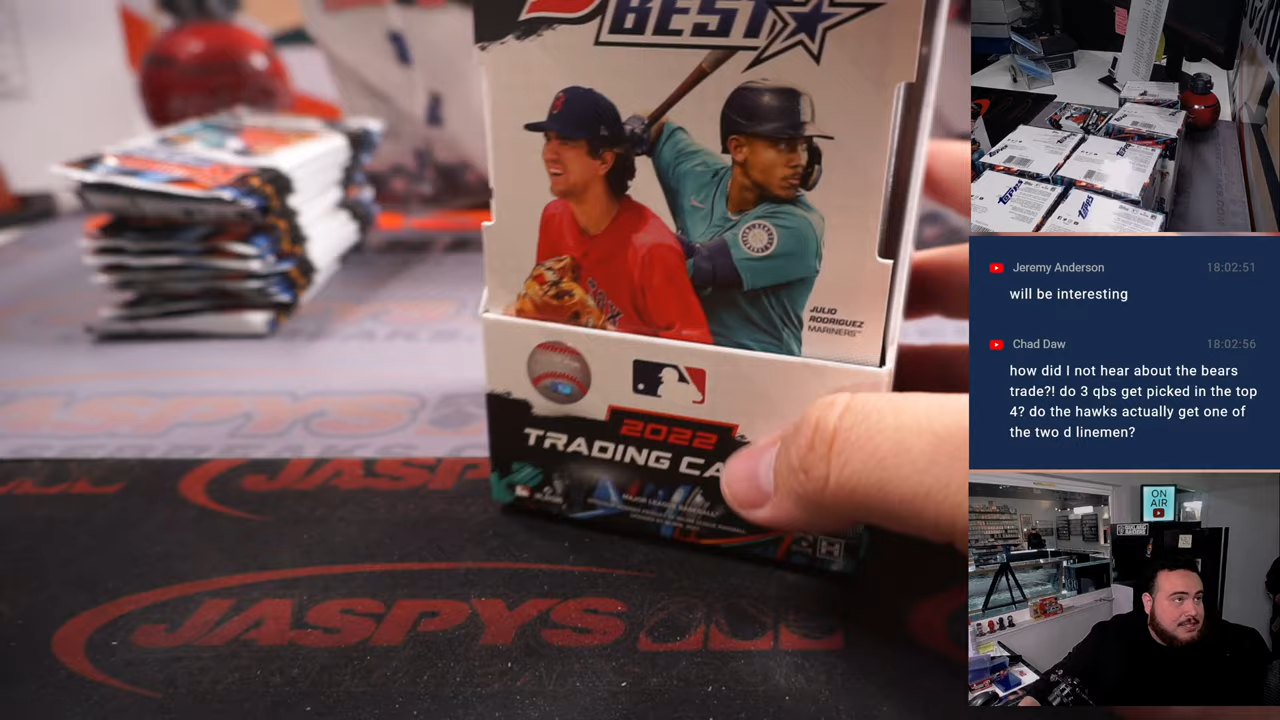 BEST
JULIO
RODRIGUEZ
MARINERS
2022
TRADING CA
JASPYS
JASPYS
Jeremy Anderson 18:02:51
will be interesting
Chad Daw 18:02:56
how did I not hear about the bears
trade?! do 3 qbs get picked in the top
4? do the hawks actually get one of
the two d linemen?
ON
AIR